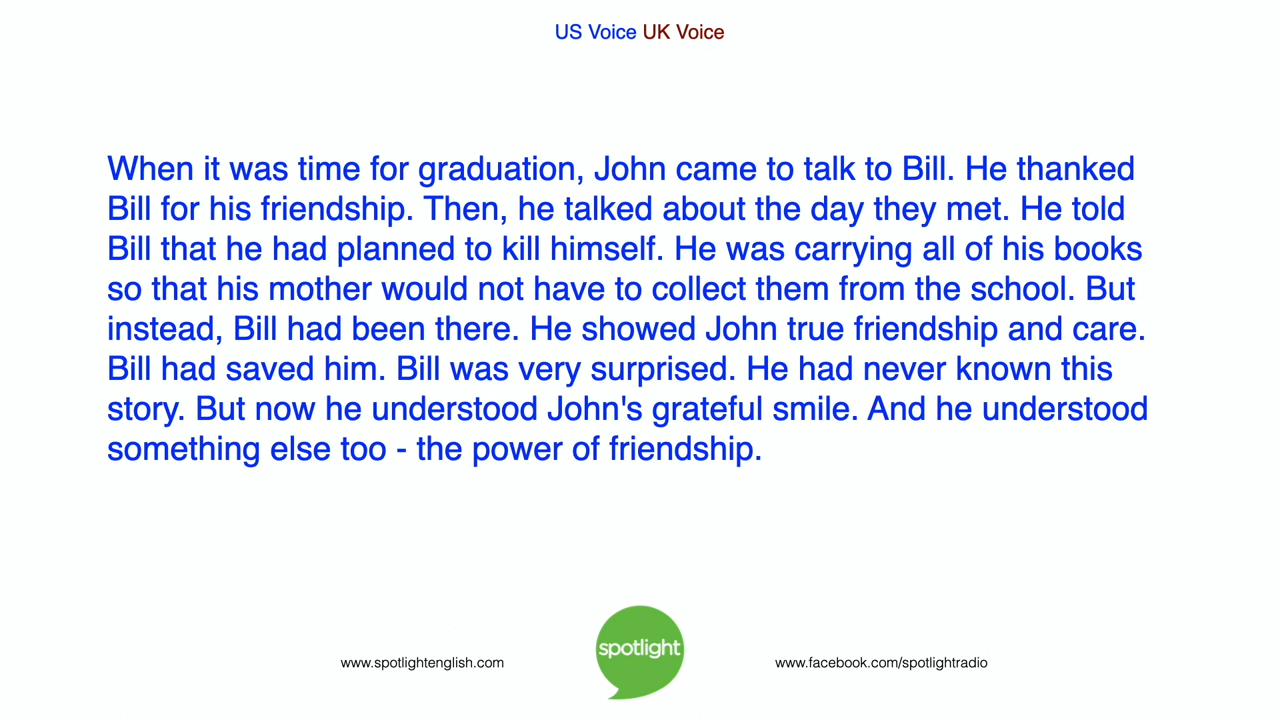 US Voice UK Voice
When it was time for graduation, John came to talk to Bill. He thanked
Bill for his friendship. Then, he talked about the day they met. He told
Bill that he had planned to kill himself. He was carrying all of his books
so that his mother would not have to collect them from the school. But
instead, Bill had been there. He showed John true friendship and care.
Bill had saved him. Bill was very surprised. He had never known this
story. But now he understood John's grateful smile. And he understood
something else too - the power of friendship.
spotlight
www.spotlightenglish.com
www.facebook.com/spotlightradio